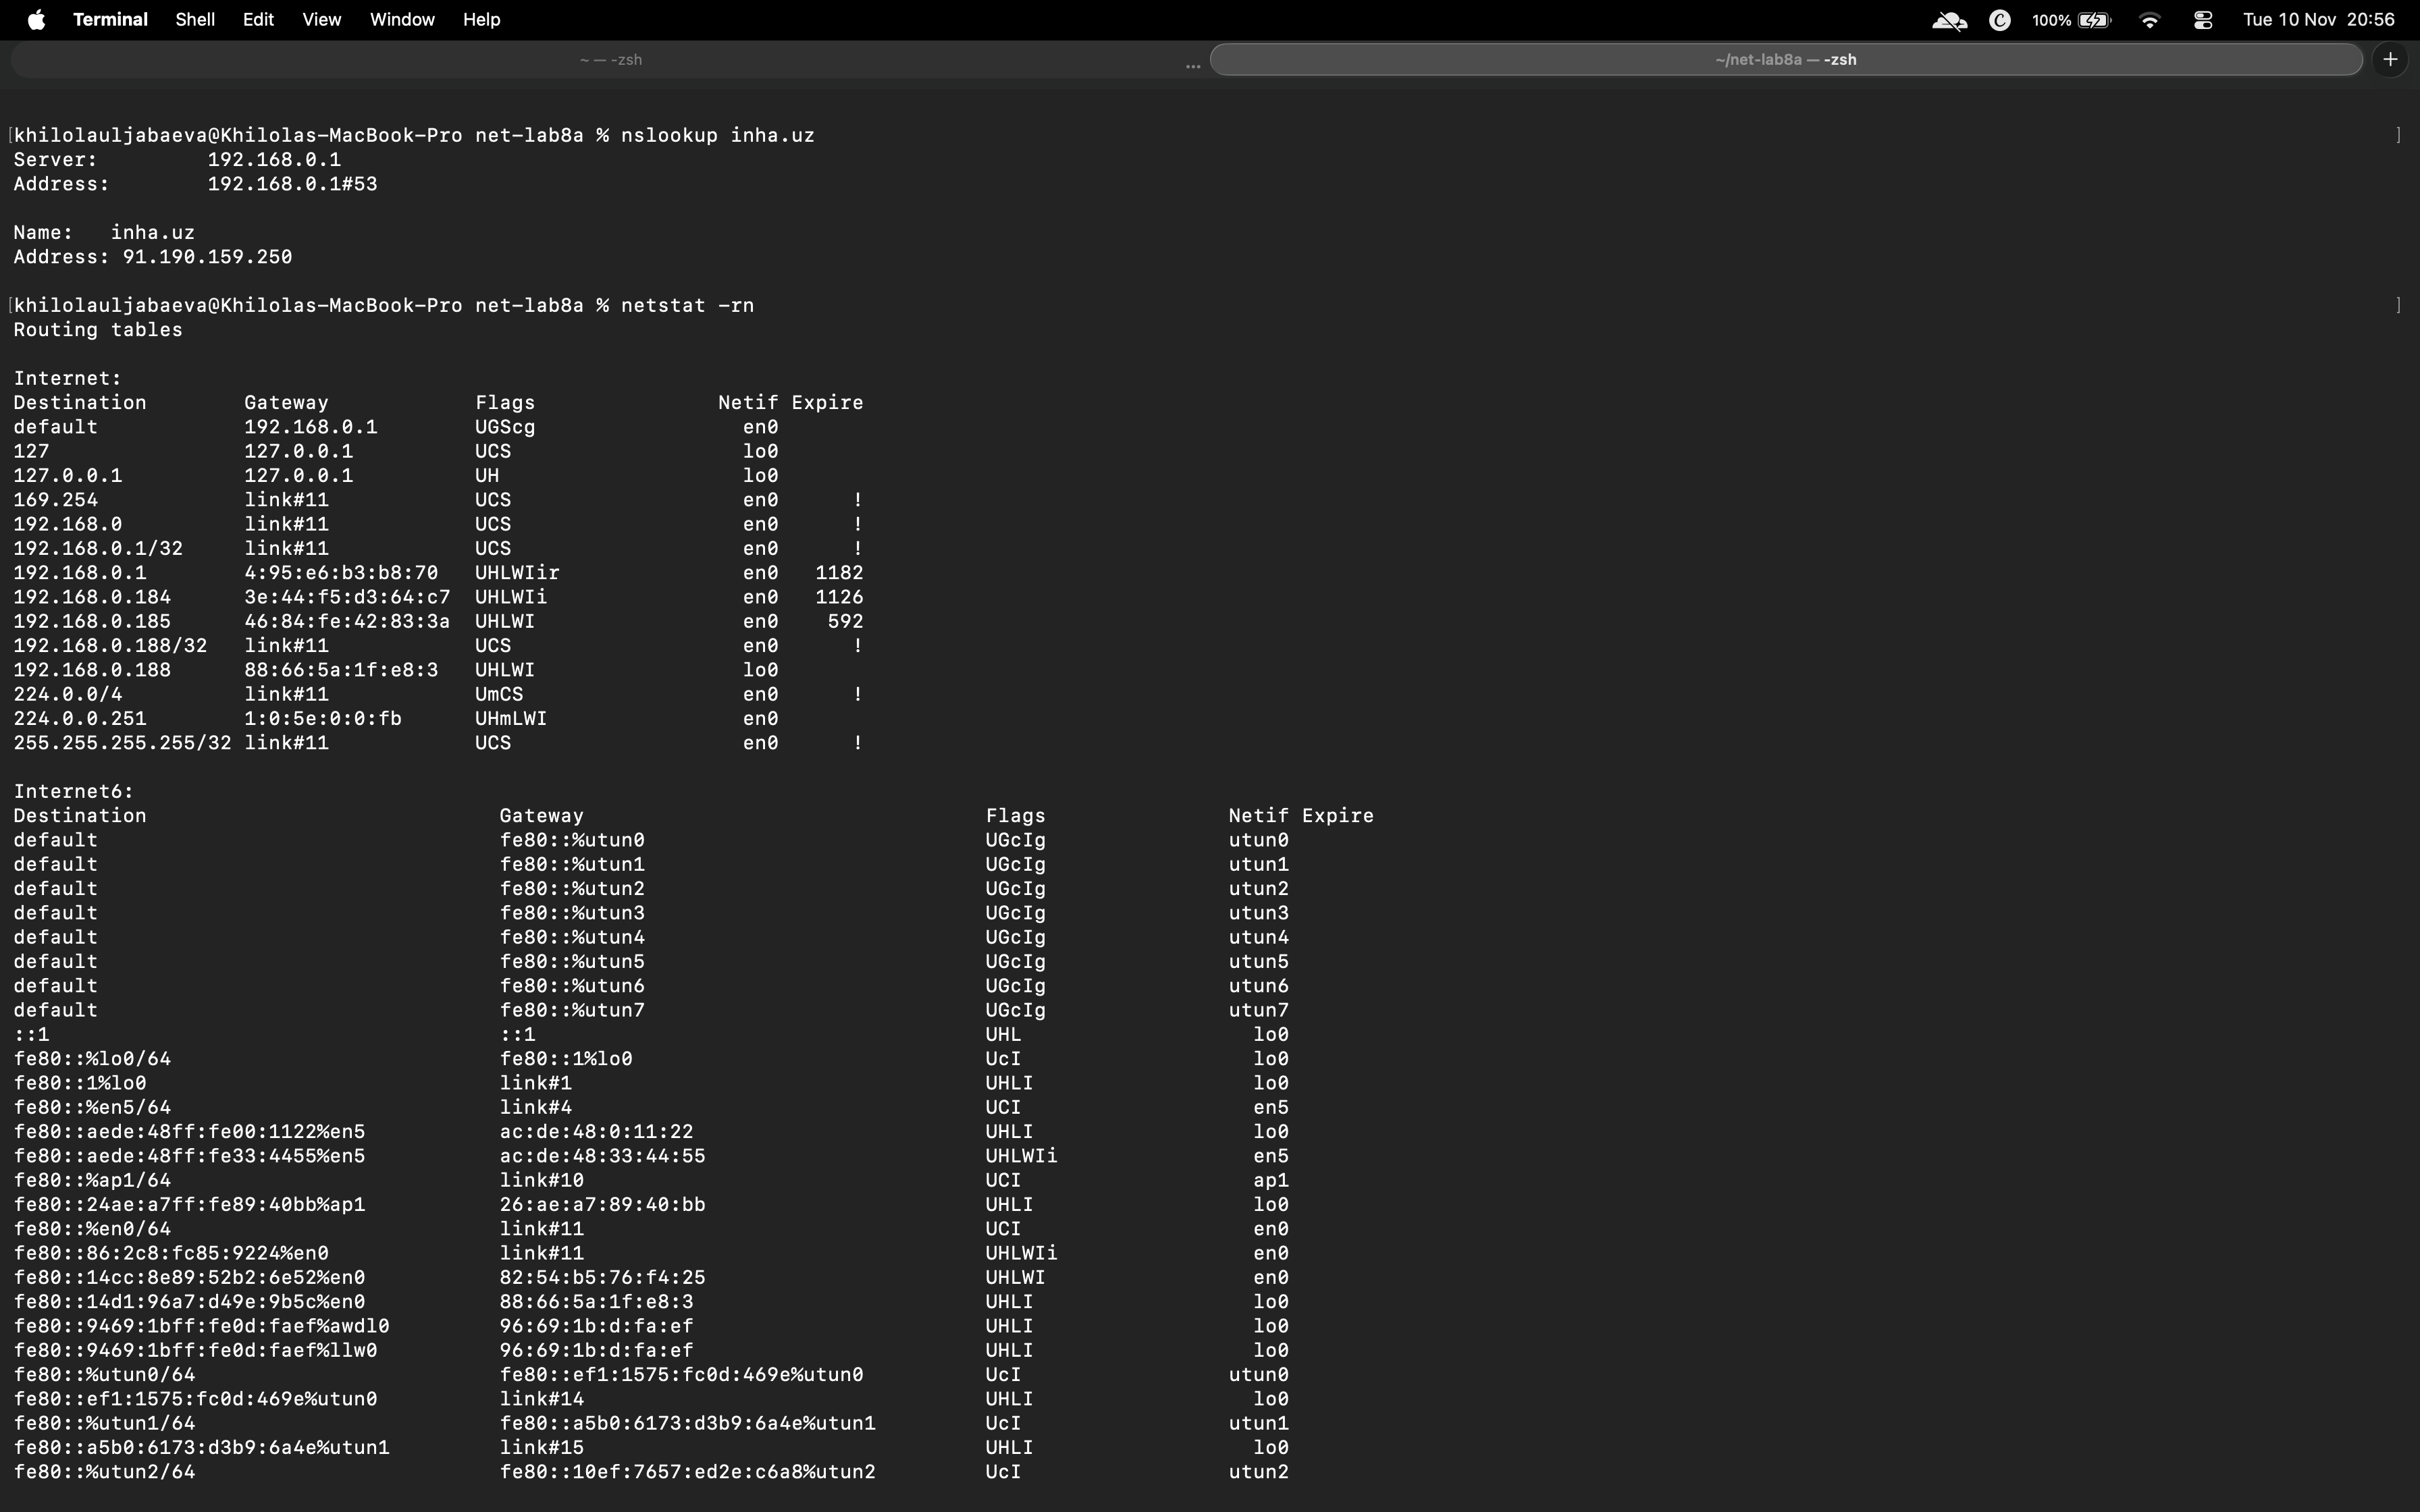 Terminal Shell Edit View Window Help 100% Tue 10 Nov 20:56
~ — -zsh ... ~/net-lab8a — -zsh +
[khilolauljabaeva@Khilolas-MacBook-Pro net-lab8a % nslookup inha.uz ]
Server: 192.168.0.1
Address: 192.168.0.1#53
Name: inha.uz
Address: 91.190.159.250
[khilolauljabaeva@Khilolas-MacBook-Pro net-lab8a % netstat -rn ]
Routing tables
Internet:
Destination Gateway Flags Netif Expire
default 192.168.0.1 UGScg en0
127 127.0.0.1 UCS lo0
127.0.0.1 127.0.0.1 UH lo0
169.254 link#11 UCS en0 !
192.168.0 link#11 UCS en0 !
192.168.0.1/32 link#11 UCS en0 !
192.168.0.1 4:95:e6:b3:b8:70 UHLWIir en0 1182
192.168.0.184 3e:44:f5:d3:64:c7 UHLWIi en0 1126
192.168.0.185 46:84:fe:42:83:3a UHLWI en0 592
192.168.0.188/32 link#11 UCS en0 !
192.168.0.188 88:66:5a:1f:e8:3 UHLWI lo0
224.0.0/4 link#11 UmCS en0 !
224.0.0.251 1:0:5e:0:0:fb UHmLWI en0
255.255.255.255/32 link#11 UCS en0 !
Internet6:
Destination Gateway Flags Netif Expire
default fe80::%utun0 UGcIg utun0
default fe80::%utun1 UGcIg utun1
default fe80::%utun2 UGcIg utun2
default fe80::%utun3 UGcIg utun3
default fe80::%utun4 UGcIg utun4
default fe80::%utun5 UGcIg utun5
default fe80::%utun6 UGcIg utun6
default fe80::%utun7 UGcIg utun7
::1 ::1 UHL lo0
fe80::%lo0/64 fe80::1%lo0 UcI lo0
fe80::1%lo0 link#1 UHLI lo0
fe80::%en5/64 link#4 UCI en5
fe80::aede:48ff:fe00:1122%en5 ac:de:48:0:11:22 UHLI lo0
fe80::aede:48ff:fe33:4455%en5 ac:de:48:33:44:55 UHLWIi en5
fe80::%ap1/64 link#10 UCI ap1
fe80::24ae:a7ff:fe89:40bb%ap1 26:ae:a7:89:40:bb UHLI lo0
fe80::%en0/64 link#11 UCI en0
fe80::86:2c8:fc85:9224%en0 link#11 UHLWIi en0
fe80::14cc:8e89:52b2:6e52%en0 82:54:b5:76:f4:25 UHLWI en0
fe80::14d1:96a7:d49e:9b5c%en0 88:66:5a:1f:e8:3 UHLI lo0
fe80::9469:1bff:fe0d:faef%awdl0 96:69:1b:d:fa:ef UHLI lo0
fe80::9469:1bff:fe0d:faef%llw0 96:69:1b:d:fa:ef UHLI lo0
fe80::%utun0/64 fe80::ef1:1575:fc0d:469e%utun0 UcI utun0
fe80::ef1:1575:fc0d:469e%utun0 link#14 UHLI lo0
fe80::%utun1/64 fe80::a5b0:6173:d3b9:6a4e%utun1 UcI utun1
fe80::a5b0:6173:d3b9:6a4e%utun1 link#15 UHLI lo0
fe80::%utun2/64 fe80::10ef:7657:ed2e:c6a8%utun2 UcI utun2